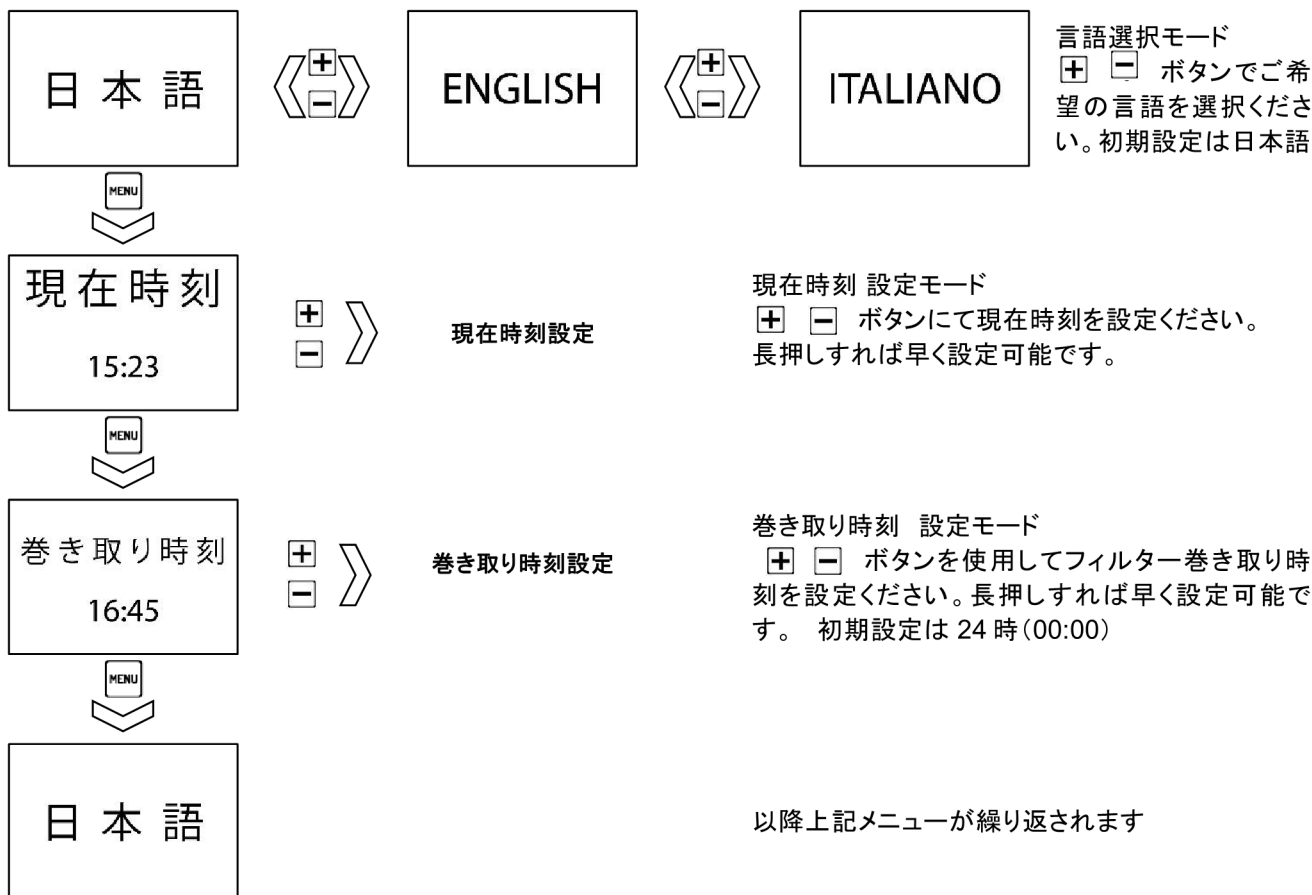 日本語
+
-
ENGLISH
+
-
ITALIANO
言語選択モード
+ - ボタンでご希
望の言語を選択くださ
い。初期設定は日本語
MENU
現在時刻
15:23
+
-
現在時刻設定
現在時刻 設定モード
+ - ボタンにて現在時刻を設定ください。
長押しすれば早く設定可能です。
MENU
巻き取り時刻
16:45
+
-
巻き取り時刻設定
巻き取り時刻 設定モード
+ - ボタンを使用してフィルター巻き取り時
刻を設定ください。長押しすれば早く設定可能で
す。 初期設定は 24 時(00:00)
MENU
日本語
以降上記メニューが繰り返されます